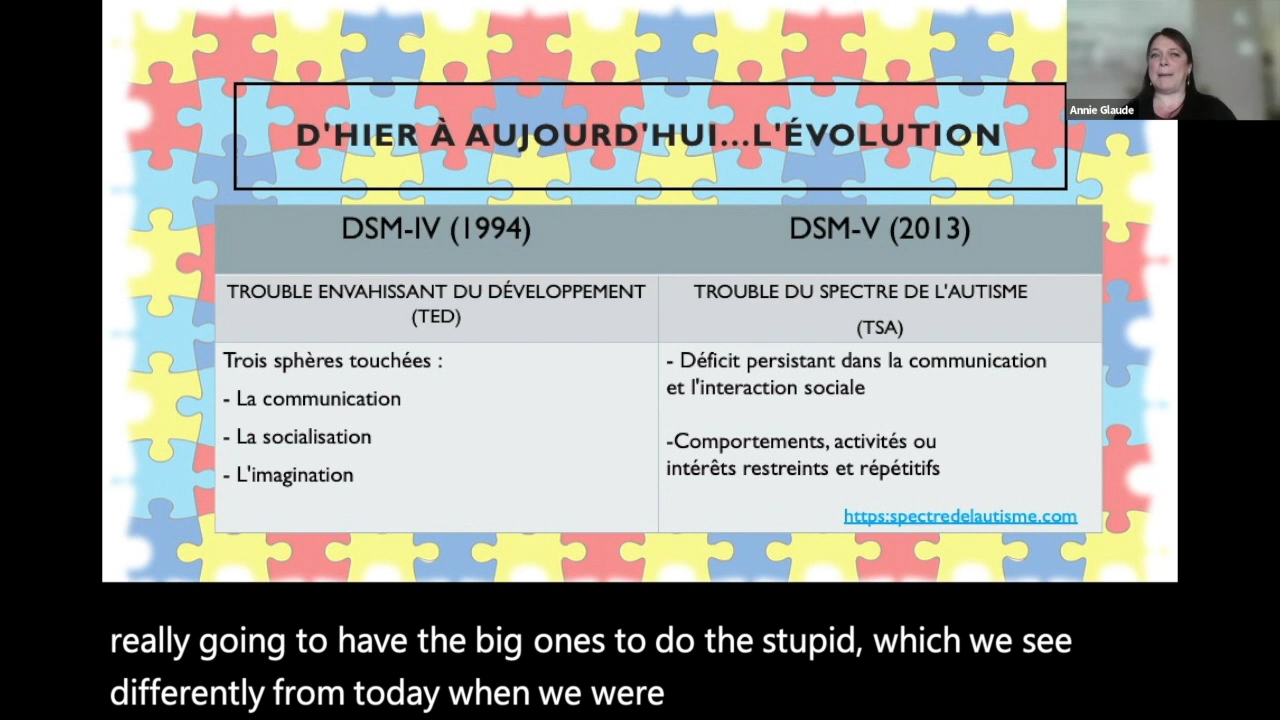 Annie Glaude
D'HIER À AUJOURD'HUI...L'ÉVOLUTION
DSM-IV (1994)
DSM-V (2013)
TROUBLE ENVAHISSANT DU DÉVELOPPEMENT
(TED)
TROUBLE DU SPECTRE DE L'AUTISME
(TSA)
Trois sphères touchées :
- La communication
- La socialisation
- L'imagination
- Déficit persistant dans la communication
et l'interaction sociale
-Comportements, activités ou
intérêts restreints et répétitifs
https:spectredelautisme.com
really going to have the big ones to do the stupid, which we see
differently from today when we were